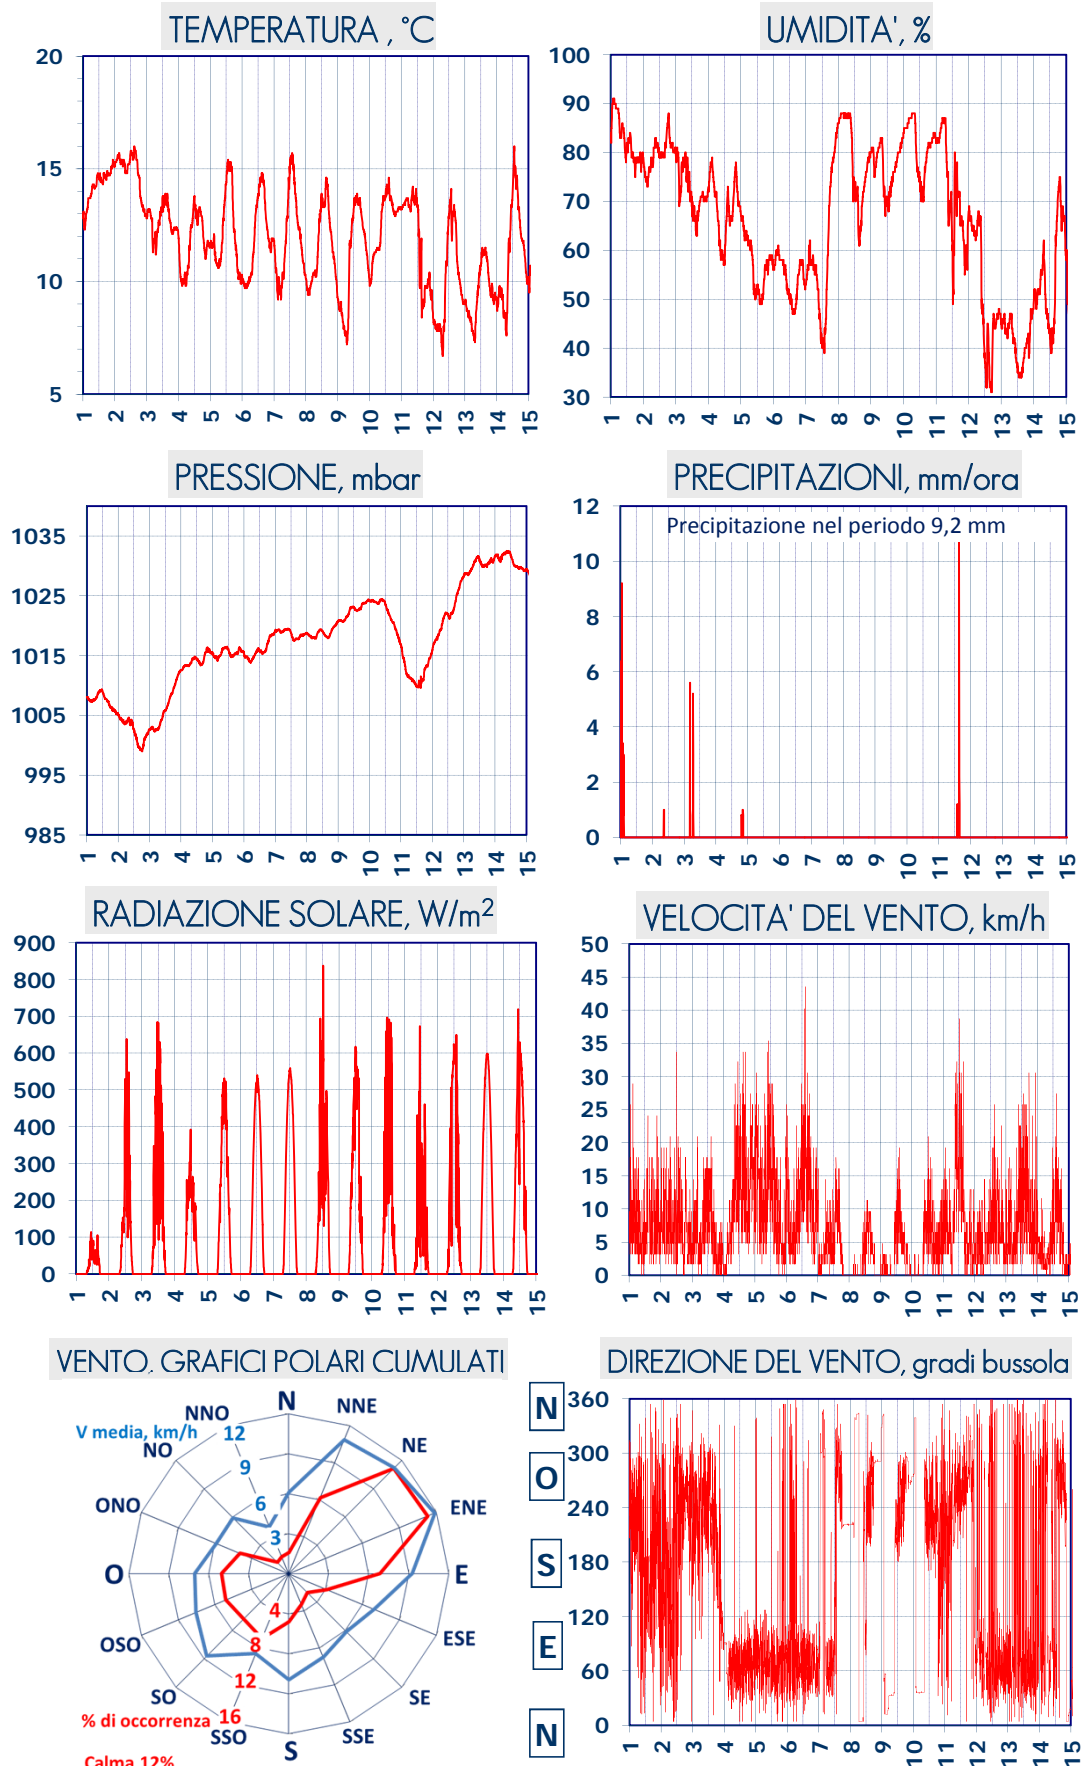 TEMPERATURA , °C
20
15
10
5
1 2 3 4 5 6 7 8 9 10 11 12 13 14 15
UMIDITA', %
100
90
80
70
60
50
40
30
1 2 3 4 5 6 7 8 9 10 11 12 13 14 15
PRESSIONE, mbar
1035
1025
1015
1005
995
985
1 2 3 4 5 6 7 8 9 10 11 12 13 14 15
PRECIPITAZIONI, mm/ora
Precipitazione nel periodo 9,2 mm
12
10
8
6
4
2
0
1 2 3 4 5 6 7 8 9 10 11 12 13 14 15
RADIAZIONE SOLARE, W/m²
900
800
700
600
500
400
300
200
100
0
1 2 3 4 5 6 7 8 9 10 11 12 13 14 15
VELOCITA' DEL VENTO, km/h
50
45
40
35
30
25
20
15
10
5
0
1 2 3 4 5 6 7 8 9 10 11 12 13 14 15
VENTO, GRAFICI POLARI CUMULATI
V media, km/h
12
9
6
3
N
NNE
NE
ENE
E
ESE
SE
SSE
S
SSO
SO
OSO
O
ONO
NO
NNO
4
8
12
16
% di occorrenza
Calma 12%
DIREZIONE DEL VENTO, gradi bussola
N
O
S
E
N
360
300
240
180
120
60
0
1 2 3 4 5 6 7 8 9 10 11 12 13 14 15